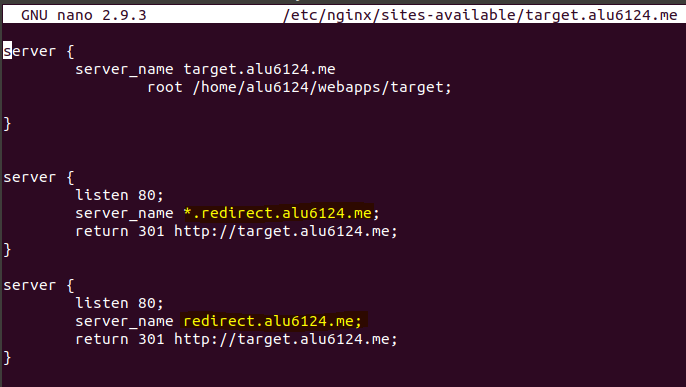 GNU nano 2.9.3 /etc/nginx/sites-available/target.alu6124.me
server {
server_name target.alu6124.me
root /home/alu6124/webapps/target;
}
server {
listen 80;
server_name *.redirect.alu6124.me;
return 301 http://target.alu6124.me;
}
server {
listen 80;
server_name redirect.alu6124.me;
return 301 http://target.alu6124.me;
}